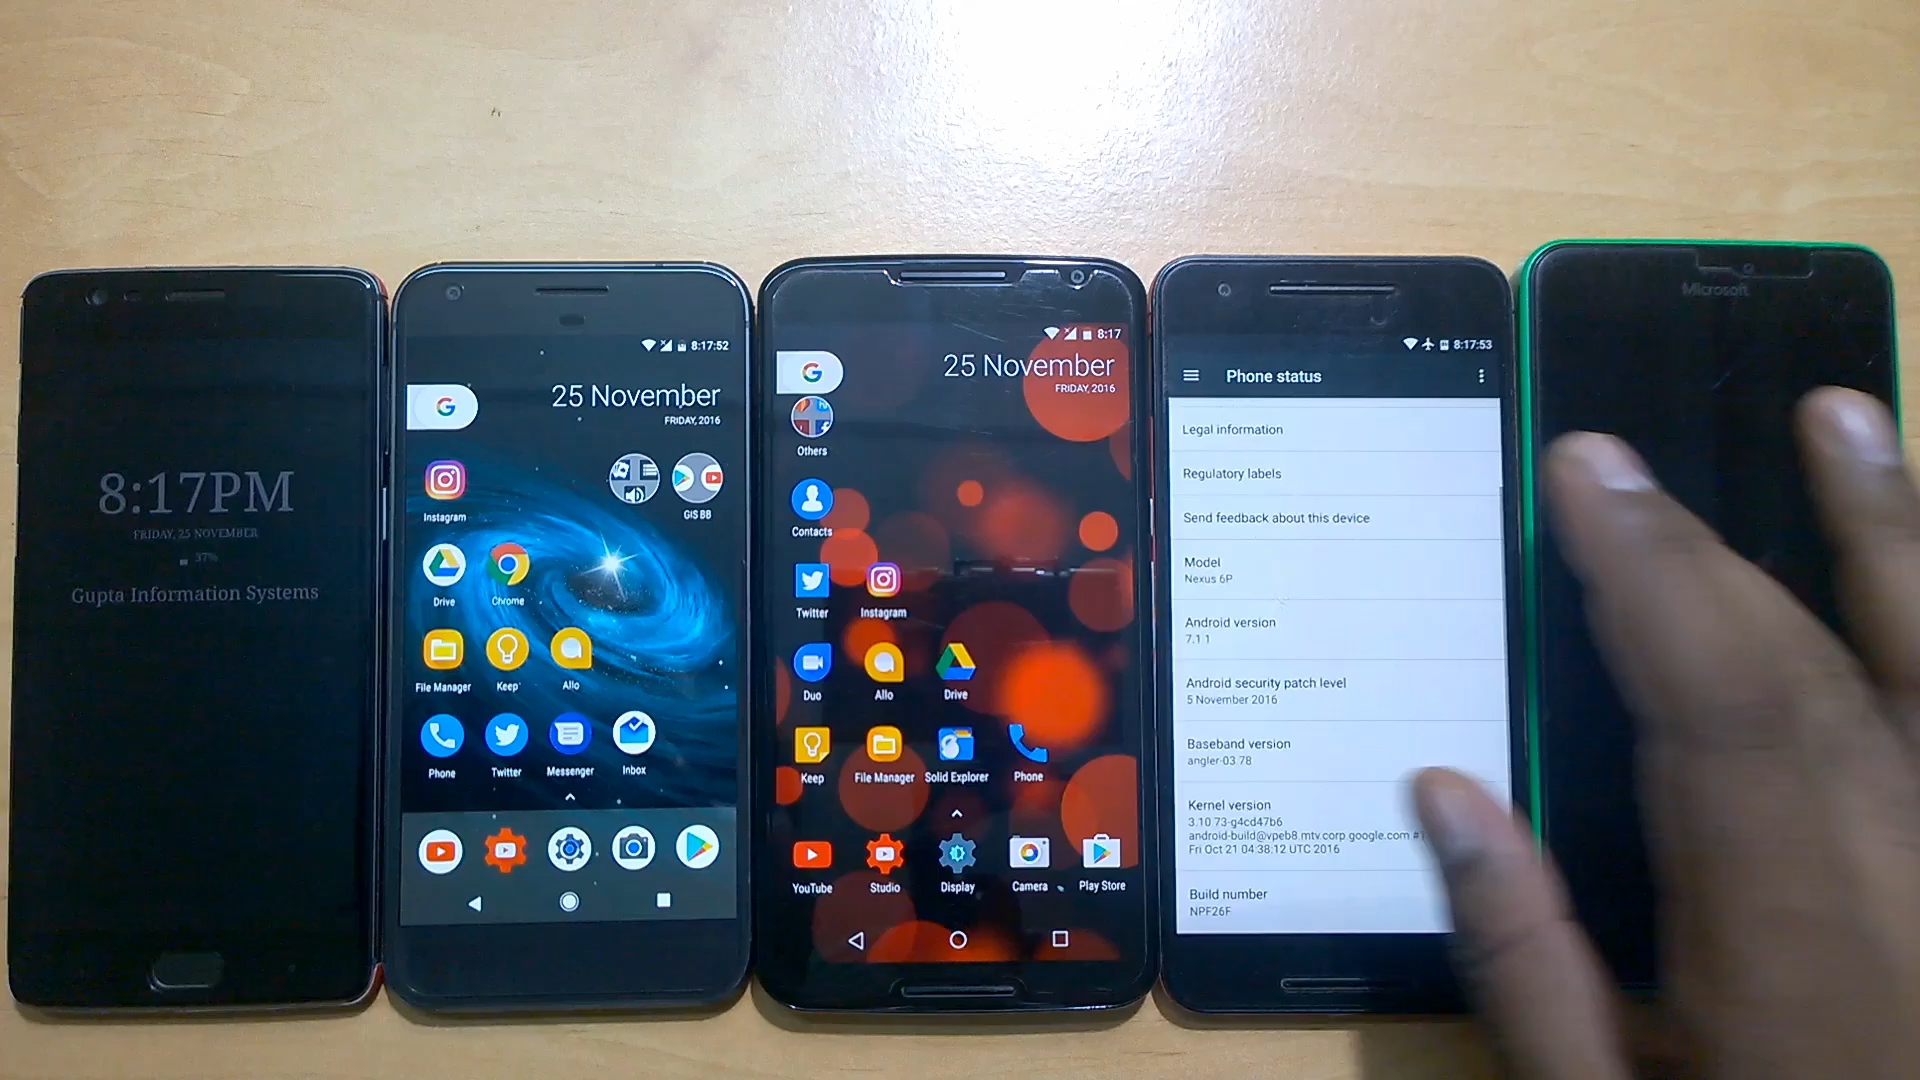 8:17PM
FRIDAY, 25 NOVEMBER
37%
Gupta Information Systems
8:17:52
G
25 November
FRIDAY, 2016
Instagram
GIS BB
Drive
Chrome
File Manager
Keep
Allo
Phone
Twitter
Messenger
Inbox
8:17
G
25 November
FRIDAY, 2016
Others
Contacts
Twitter
Instagram
Duo
Allo
Drive
Keep
File Manager
Solid Explorer
Phone
YouTube
Studio
Display
Camera
Play Store
8:17:53
Phone status
Legal information
Regulatory labels
Send feedback about this device
Model
Nexus 6P
Android version
7.1.1
Android security patch level
5 November 2016
Baseband version
angler-03.78
Kernel version
3.10.73-g4cd47b6
android-build@vpeb8.mtv.corp.google.com #1
Fri Oct 21 04:38:12 UTC 2016
Build number
NPF26F
Microsoft